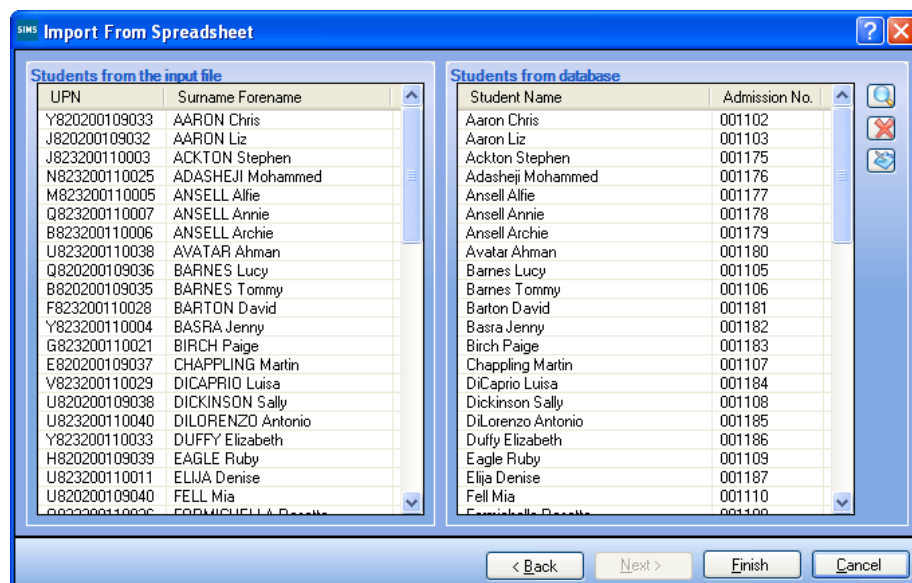 SIMS Import From Spreadsheet
Students from the input file
UPN Surname Forename
Y820200109033 AARON Chris
J820200109032 AARON Liz
J823200110003 ACKTON Stephen
N823200110025 ADASHEJI Mohammed
M823200110005 ANSELL Alfie
Q823200110007 ANSELL Annie
B823200110006 ANSELL Archie
U823200110038 AVATAR Ahman
Q820200109036 BARNES Lucy
B820200109035 BARNES Tommy
F823200110028 BARTON David
Y823200110004 BASRA Jenny
G823200110021 BIRCH Paige
E820200109037 CHAPPLING Martin
V823200110029 DICAPRIO Luisa
U820200109038 DICKINSON Sally
U823200110040 DILORENZO Antonio
Y823200110033 DUFFY Elizabeth
H820200109039 EAGLE Ruby
U823200110011 ELIJA Denise
U820200109040 FELL Mia
Students from database
Student Name Admission No.
Aaron Chris 001102
Aaron Liz 001103
Ackton Stephen 001175
Adasheji Mohammed 001176
Ansell Alfie 001177
Ansell Annie 001178
Ansell Archie 001179
Avatar Ahman 001180
Barnes Lucy 001105
Barnes Tommy 001106
Barton David 001181
Basra Jenny 001182
Birch Paige 001183
Chappling Martin 001107
DiCaprio Luisa 001184
Dickinson Sally 001108
DiLorenzo Antonio 001185
Duffy Elizabeth 001186
Eagle Ruby 001109
Elija Denise 001187
Fell Mia 001110
< Back Next > Finish Cancel